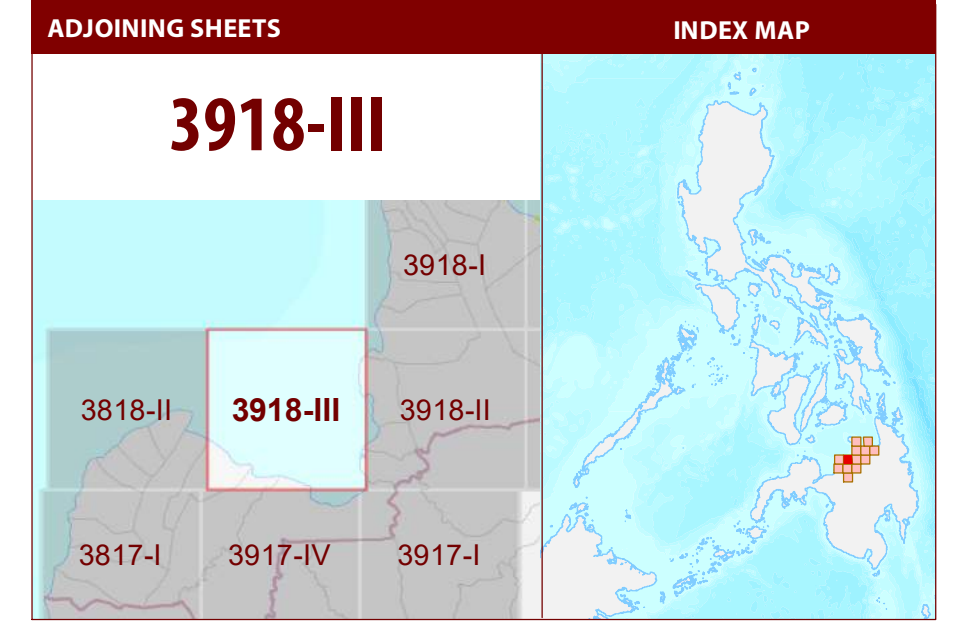 ADJOINING SHEETS
INDEX MAP
3918-III
3918-I
3818-II
3918-III
3918-II
3817-I
3917-IV
3917-I